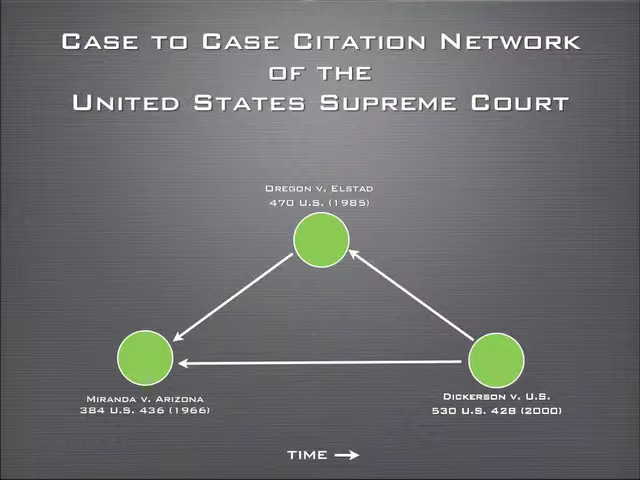 Case to Case Citation Network
of the
United States Supreme Court
Oregon v. Elstad
470 U.S. (1985)
Miranda v. Arizona
384 U.S. 436 (1966)
Dickerson v. U.S.
530 U.S. 428 (2000)
TIME →